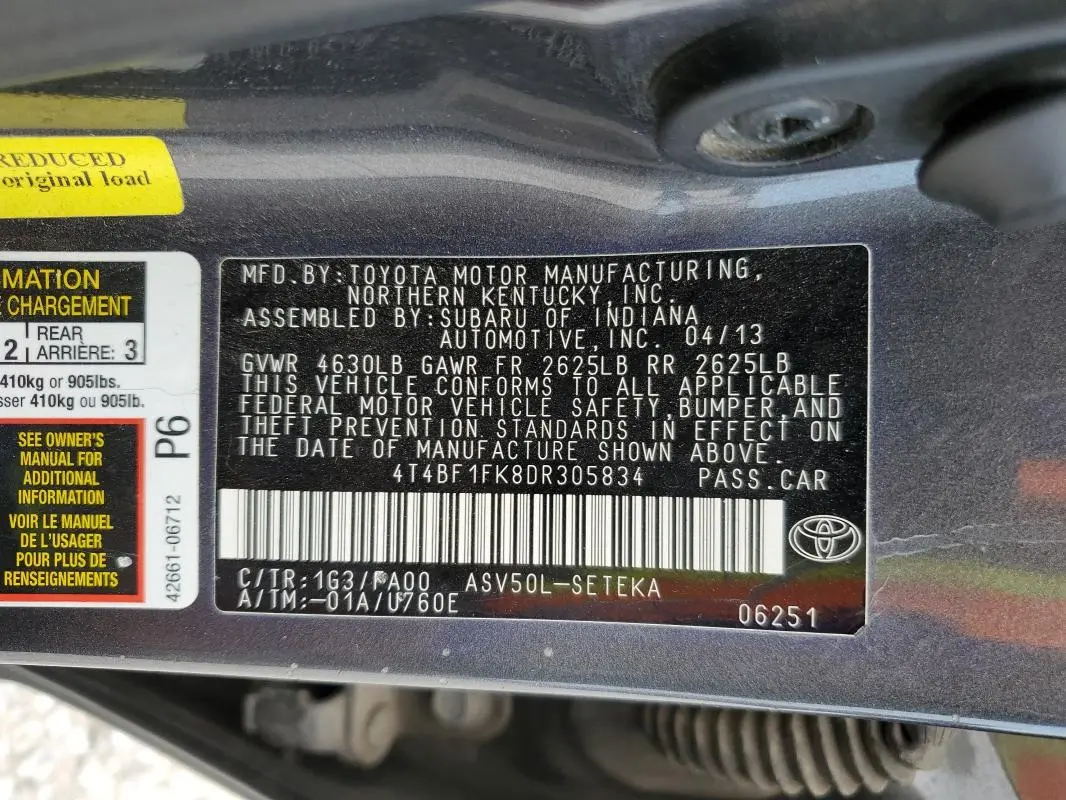 REDUCED
original load
MATION
CHARGEMENT
2 REAR
ARRIÈRE: 3
410kg or 905lbs.
sser 410kg ou 905lb.
SEE OWNER'S
MANUAL FOR
ADDITIONAL
INFORMATION
VOIR LE MANUEL
DE L'USAGER
POUR PLUS DE
RENSEIGNEMENTS
P6
42661-06712
MFD.BY:TOYOTA MOTOR MANUFACTURING,
NORTHERN KENTUCKY,INC.
ASSEMBLED BY:SUBARU OF INDIANA
AUTOMOTIVE,INC. 04/13
GVWR 4630LB GAWR FR 2625LB RR 2625LB
THIS VEHICLE CONFORMS TO ALL APPLICABLE
FEDERAL MOTOR VEHICLE SAFETY,BUMPER,AND
THEFT PREVENTION STANDARDS IN EFFECT ON
THE DATE OF MANUFACTURE SHOWN ABOVE.
4T4BF1FK8DR305834 PASS.CAR
C/TR:1G3/FA00 ASV50L-SETEKA
A/TM:-01A/U760E
06251